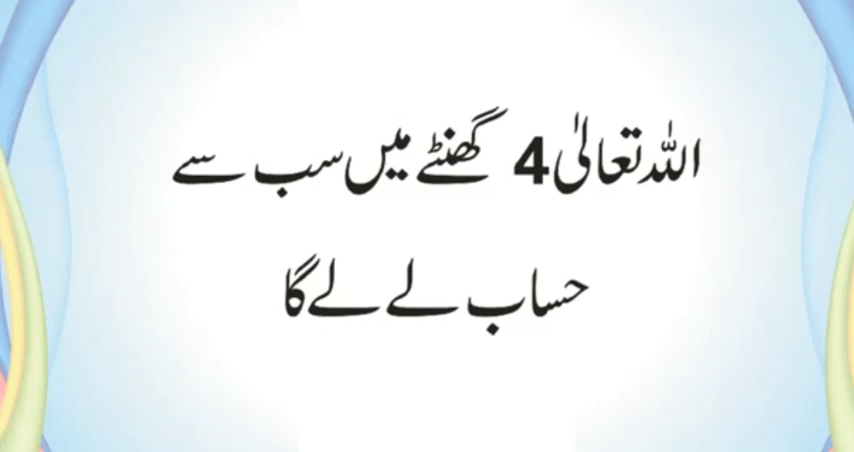 اللہ تعالیٰ 4 گھنٹے میں سب سے
حساب لے لے گا